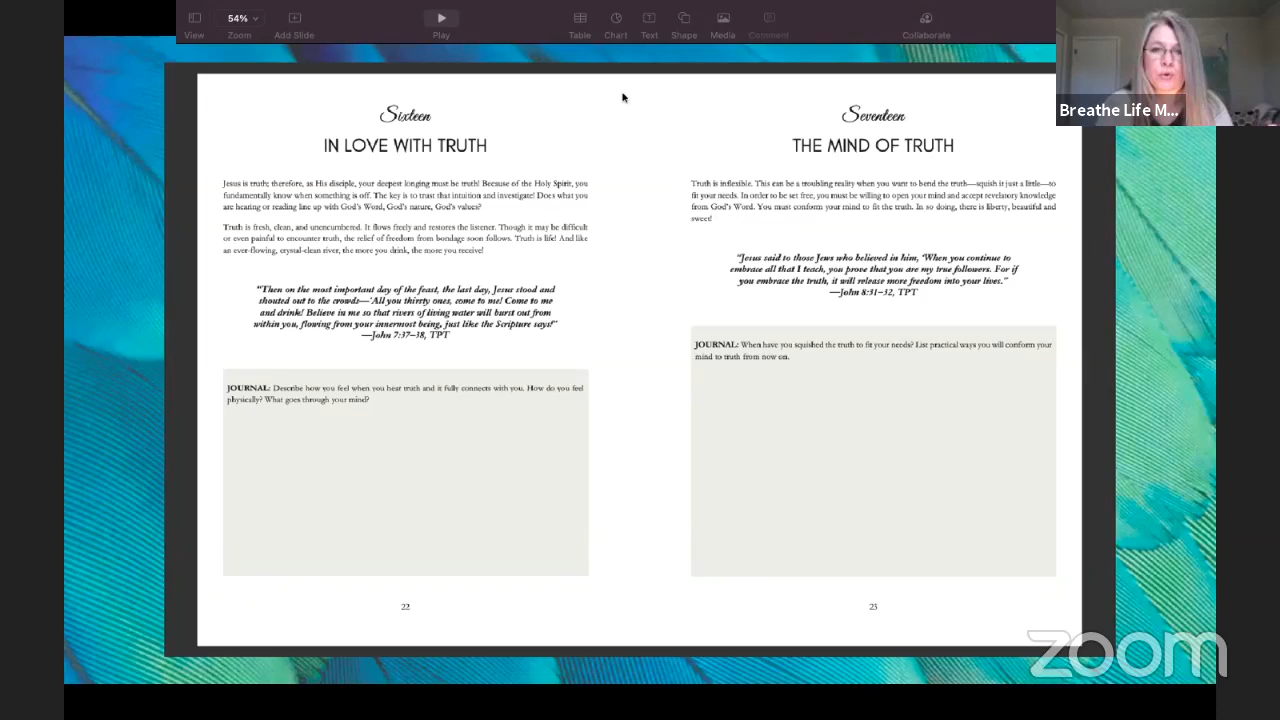 54%
View Zoom Add Slide Play Table Chart Text Shape Media Comment Collaborate
Breathe Life M...
Sixteen
IN LOVE WITH TRUTH
Jesus is truth; therefore, as His disciple, your deepest longing must be truth! Because of the Holy Spirit, you
fundamentally know when something is off. The key is to trust that intuition and investigate! Does what you
are hearing or reading line up with God's Word, God's nature, God's values?
Truth is fresh, clean, and unencumbered. It flows freely and restores the listener. Though it may be difficult
or even painful to encounter truth, the relief of freedom from bondage soon follows. Truth is life! And like
an ever-flowing, crystal-clean river, the more you drink, the more you receive!
"Then on the most important day of the feast, the last day, Jesus stood and
shouted out to the crowds—'All you thirsty ones, come to me! Come to me
and drink! Believe in me so that rivers of living water will burst out from
within you, flowing from your innermost being, just like the Scripture says!'"
—John 7:37–38, TPT
JOURNAL: Describe how you feel when you hear truth and it fully connects with you. How do you feel
physically? What goes through your mind?
22
Seventeen
THE MIND OF TRUTH
Truth is inflexible. This can be a troubling reality when you want to bend the truth—squish it just a little—to
fit your needs. In order to be set free, you must be willing to open your mind and accept revelatory knowledge
from God's Word. You must conform your mind to fit the truth. In so doing, there is liberty, beautiful and
sweet!
"Jesus said to those Jews who believed in him, 'When you continue to
embrace all that I teach, you prove that you are my true followers. For if
you embrace the truth, it will release more freedom into your lives.'"
—John 8:31–32, TPT
JOURNAL: When have you squished the truth to fit your needs? List practical ways you will conform your
mind to truth from now on.
23
zoom